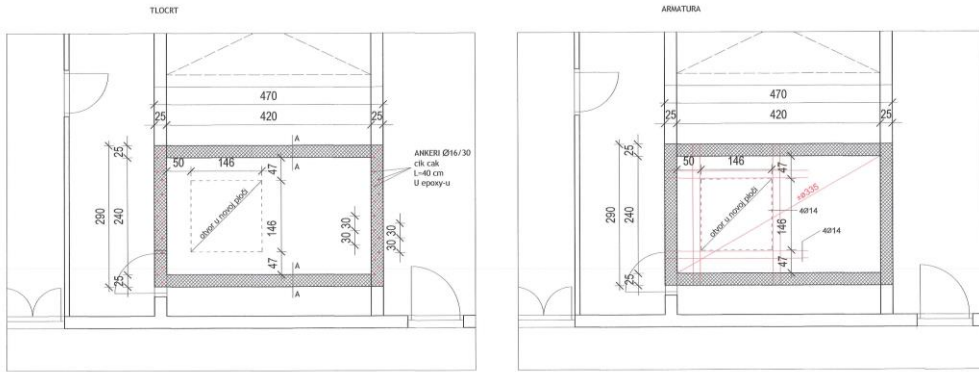 TLOCRT
470
25
420
25
A
A
50
146
47
ANKERI Ø16/30
cik cak
L=40 cm
U epoxy-u
25
290
240
25
otvor u novoj ploči
146
30 30
30 30
47
A
A
ARMATURA
470
25
420
25
50
146
47
25
290
240
25
otvor u novoj ploči
±Ø335
4Ø14
146
4Ø14
47